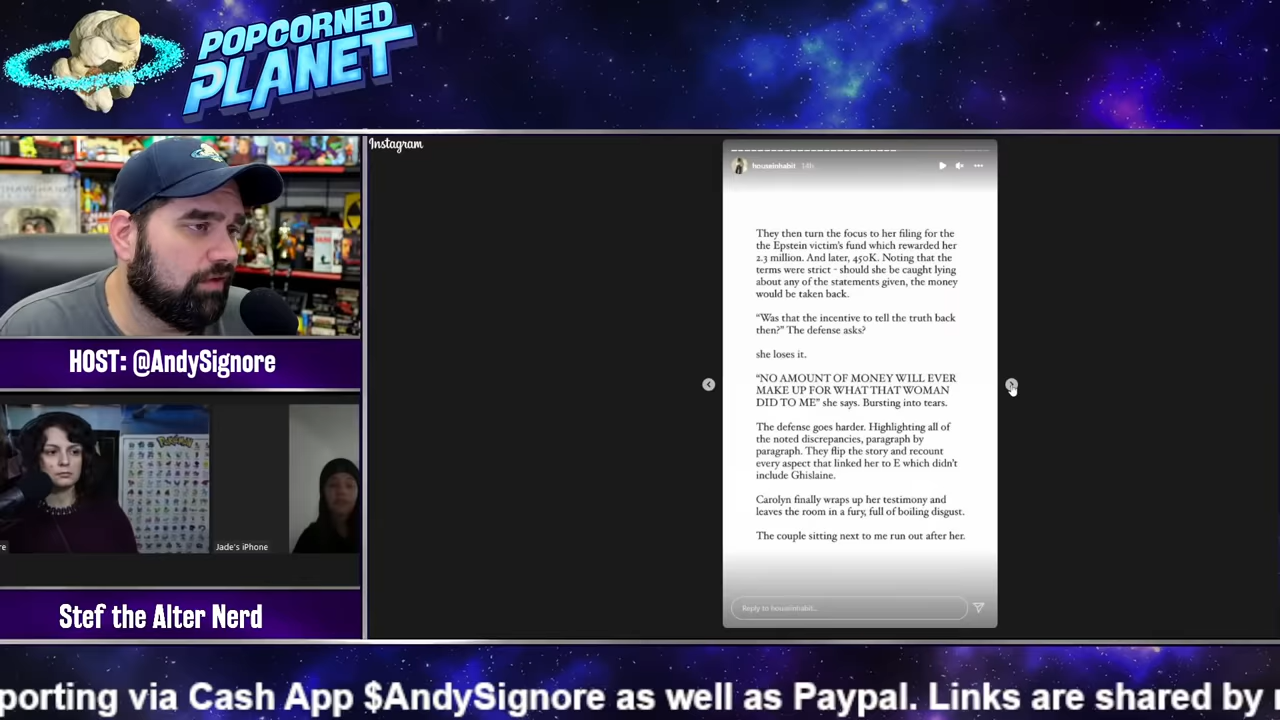 POPCORNED
PLANET
Instagram
houseinhabit 14h
They then turn the focus to her filing for the
the Epstein victim's fund which rewarded her
2.3 million. And later, 450K. Noting that the
terms were strict - should she be caught lying
about any of the statements given, the money
would be taken back.
"Was that the incentive to tell the truth back
then?" The defense asks?
she loses it.
"NO AMOUNT OF MONEY WILL EVER
MAKE UP FOR WHAT THAT WOMAN
DID TO ME" she says. Bursting into tears.
The defense goes harder. Highlighting all of
the noted discrepancies, paragraph by
paragraph. They flip the story and recount
every aspect that linked her to E which didn't
include Ghislaine.
Carolyn finally wraps up her testimony and
leaves the room in a fury, full of boiling disgust.
The couple sitting next to me run out after her.
Reply to houseinhabit...
HOST: @AndySignore
Pokémon
re
Jade's iPhone
Stef the Alter Nerd
porting via Cash App $AndySignore as well as Paypal. Links are shared by